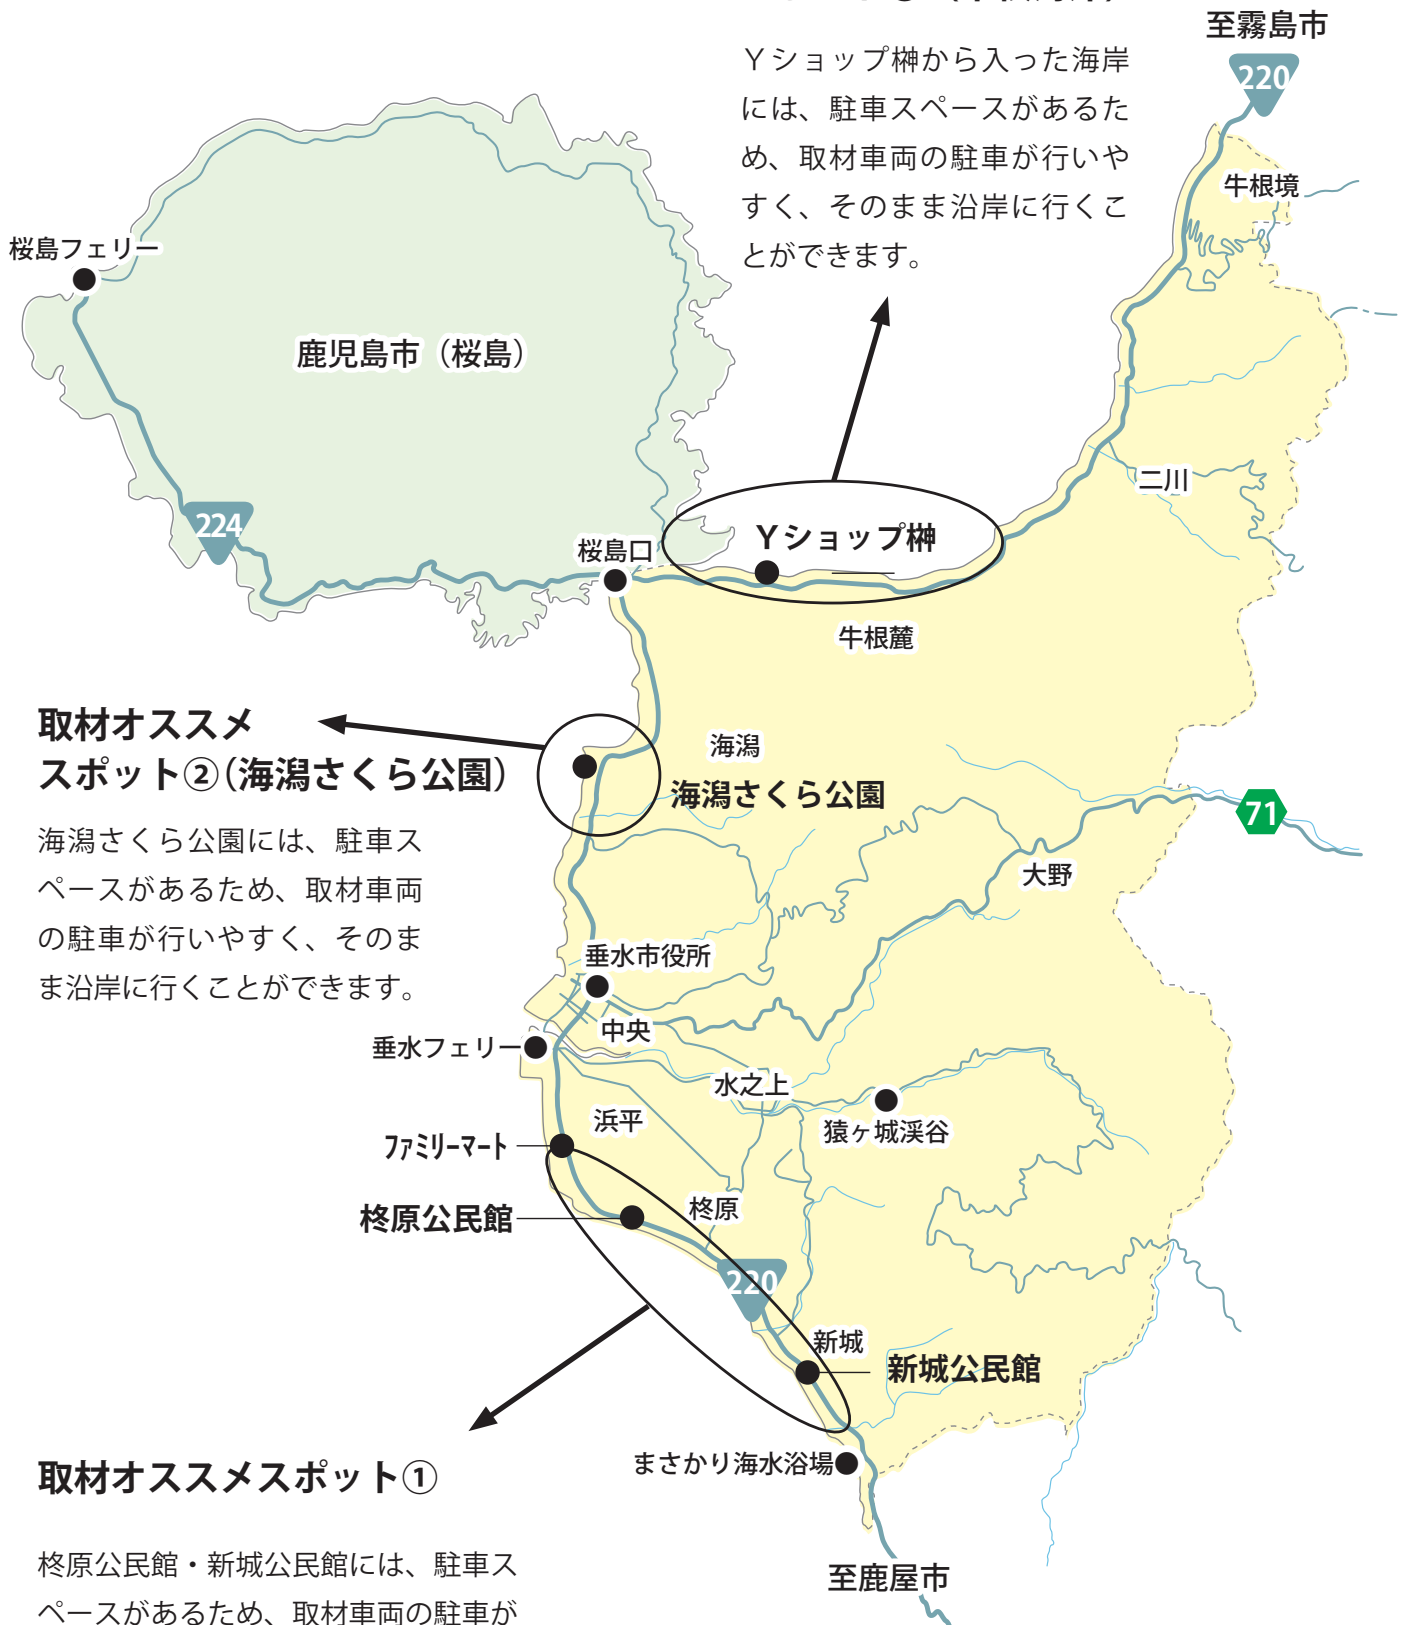 至霧島市
220
Ｙショップ榊から入った海岸
には、駐車スペースがあるた
め、取材車両の駐車が行いや
すく、そのまま沿岸に行くこ
とができます。
牛根境
桜島フェリー
鹿児島市（桜島）
二川
224
Ｙショップ榊
桜島口
牛根麓
取材オススメ
スポット②（海潟さくら公園）
海潟
海潟さくら公園
71
海潟さくら公園には、駐車ス
ペースがあるため、取材車両
の駐車が行いやすく、そのま
ま沿岸に行くことができます。
大野
垂水市役所
中央
垂水フェリー
水之上
浜平
猿ヶ城渓谷
ﾌｧﾐﾘｰﾏｰﾄ
柊原
柊原公民館
220
新城
新城公民館
まさかり海水浴場
取材オススメスポット①
柊原公民館・新城公民館には、駐車ス
ペースがあるため、取材車両の駐車が
至鹿屋市